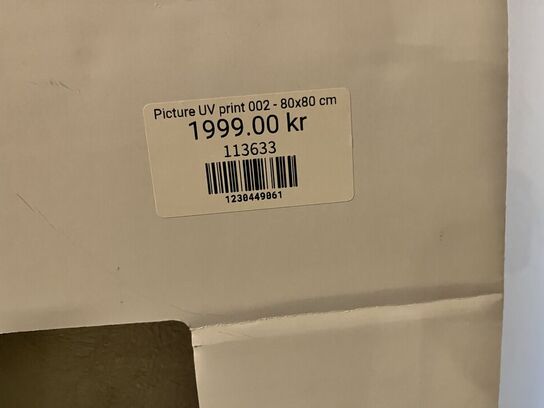 Picture UV print 002 - 80x80 cm
1999.00 kr
113633
1230449061